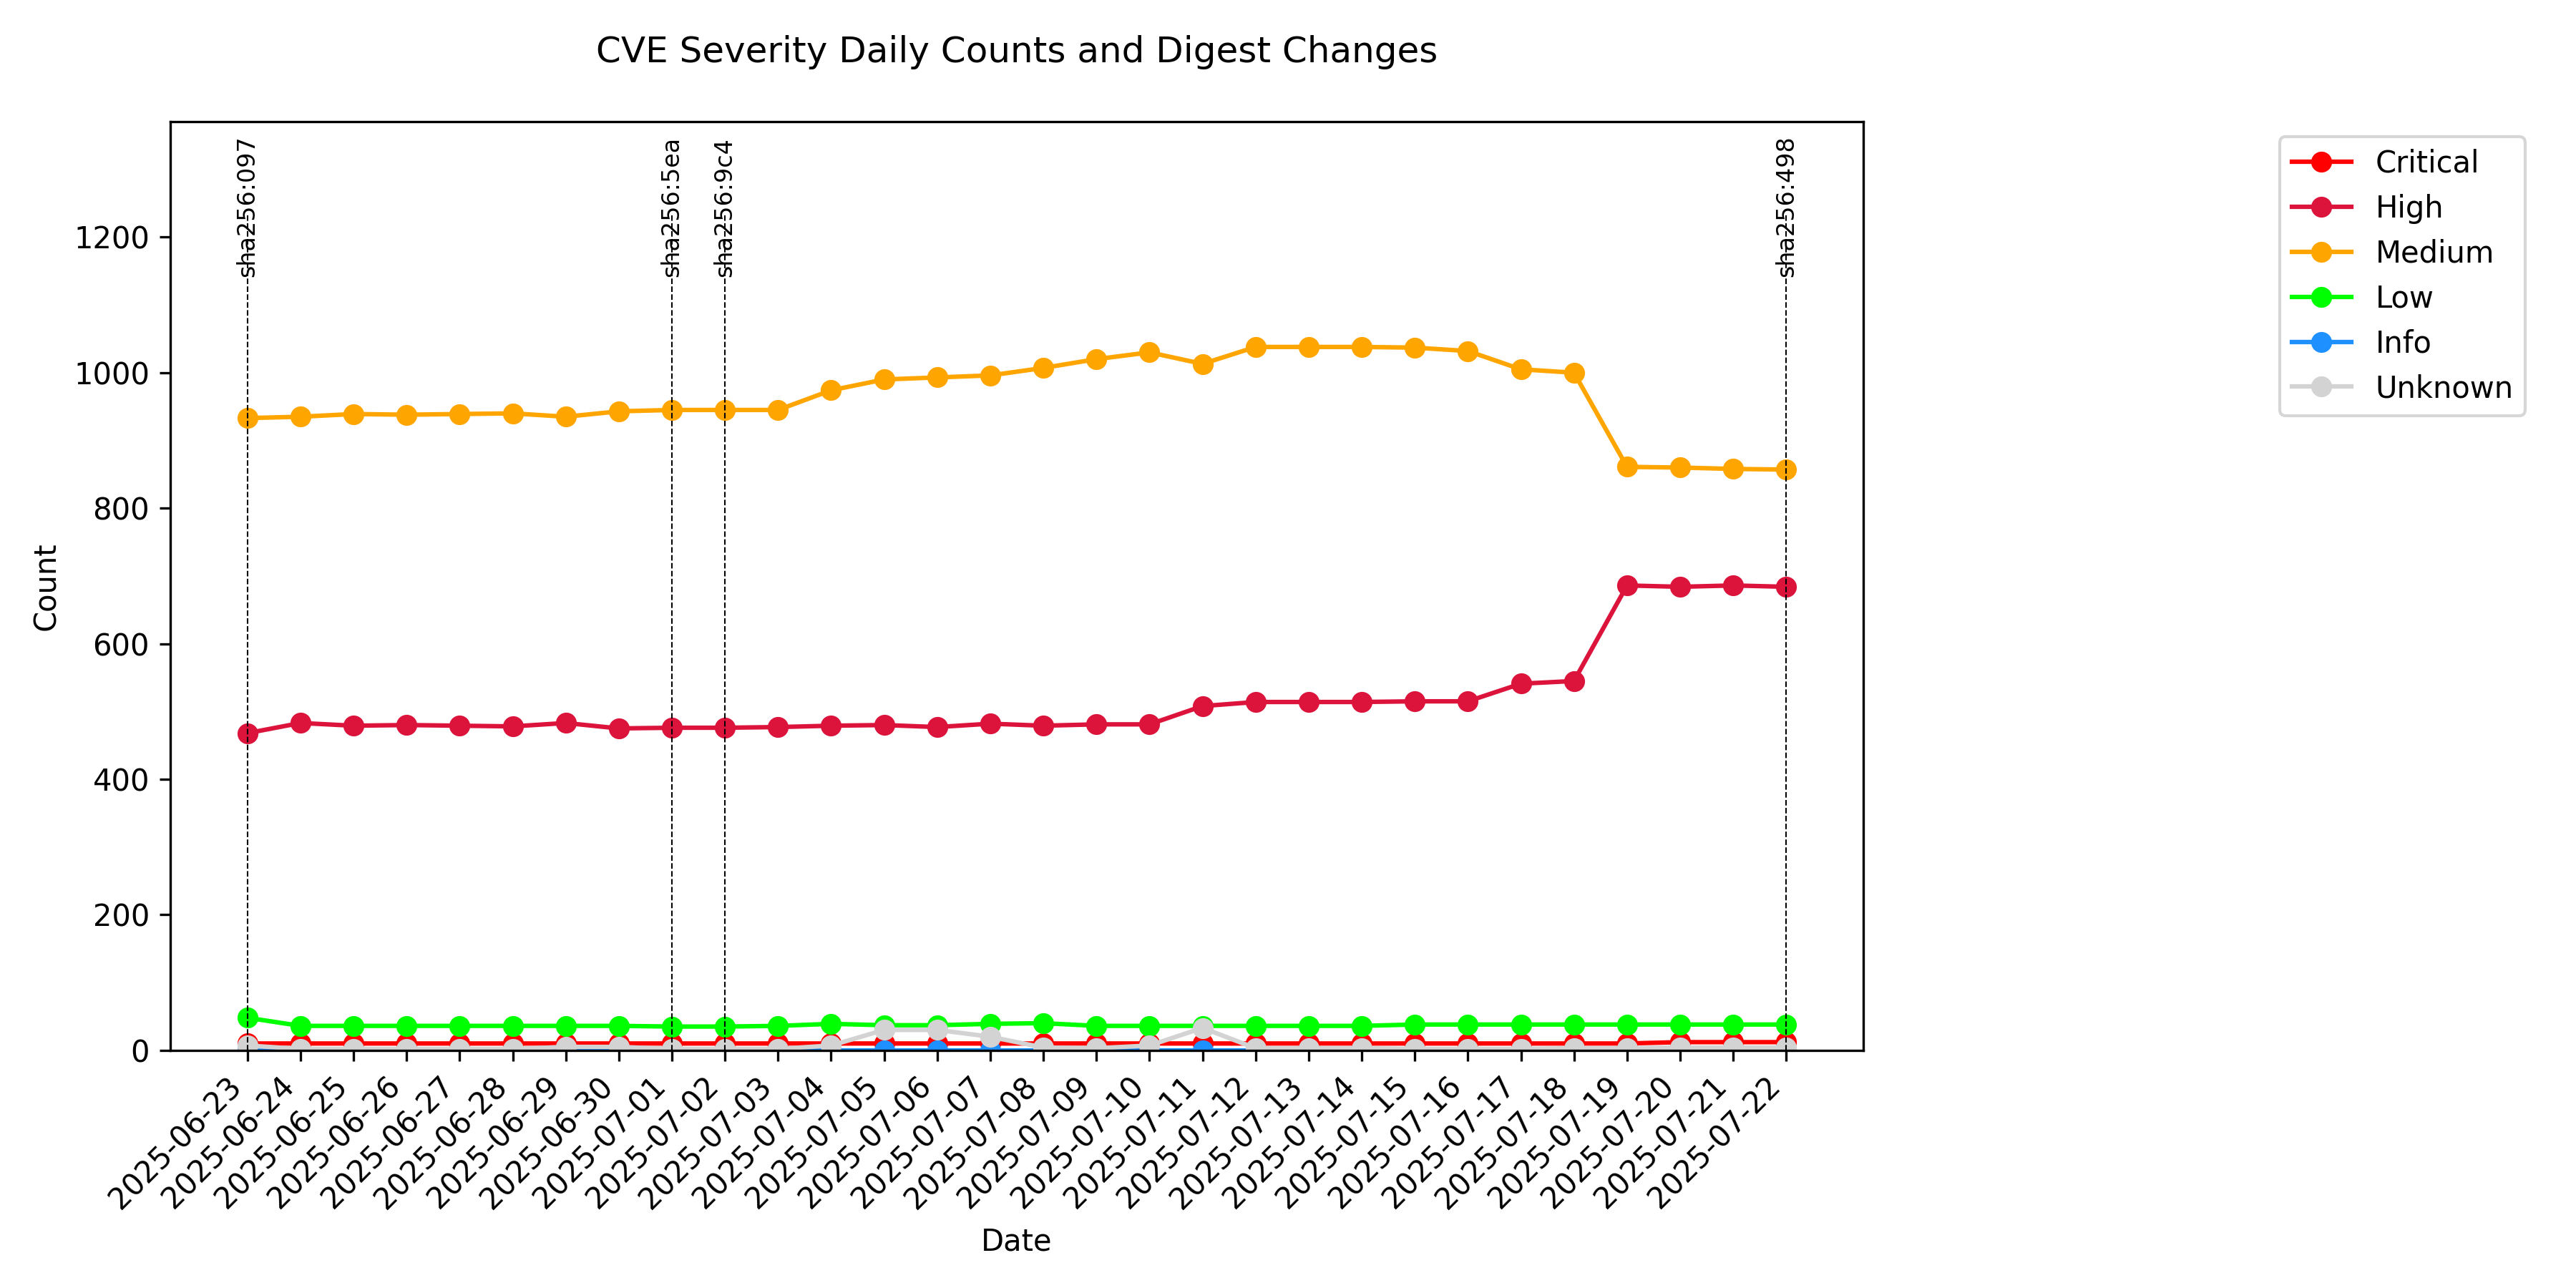 CVE Severity Daily Counts and Digest Changes
sha256:097
sha256:5ea
sha256:9c4
sha256:498
Critical
High
Medium
Low
Info
Unknown
1200
1000
800
600
400
200
0
Count
2025-06-23
2025-06-24
2025-06-25
2025-06-26
2025-06-27
2025-06-28
2025-06-29
2025-06-30
2025-07-01
2025-07-02
2025-07-03
2025-07-04
2025-07-05
2025-07-06
2025-07-07
2025-07-08
2025-07-09
2025-07-10
2025-07-11
2025-07-12
2025-07-13
2025-07-14
2025-07-15
2025-07-16
2025-07-17
2025-07-18
2025-07-19
2025-07-20
2025-07-21
2025-07-22
Date